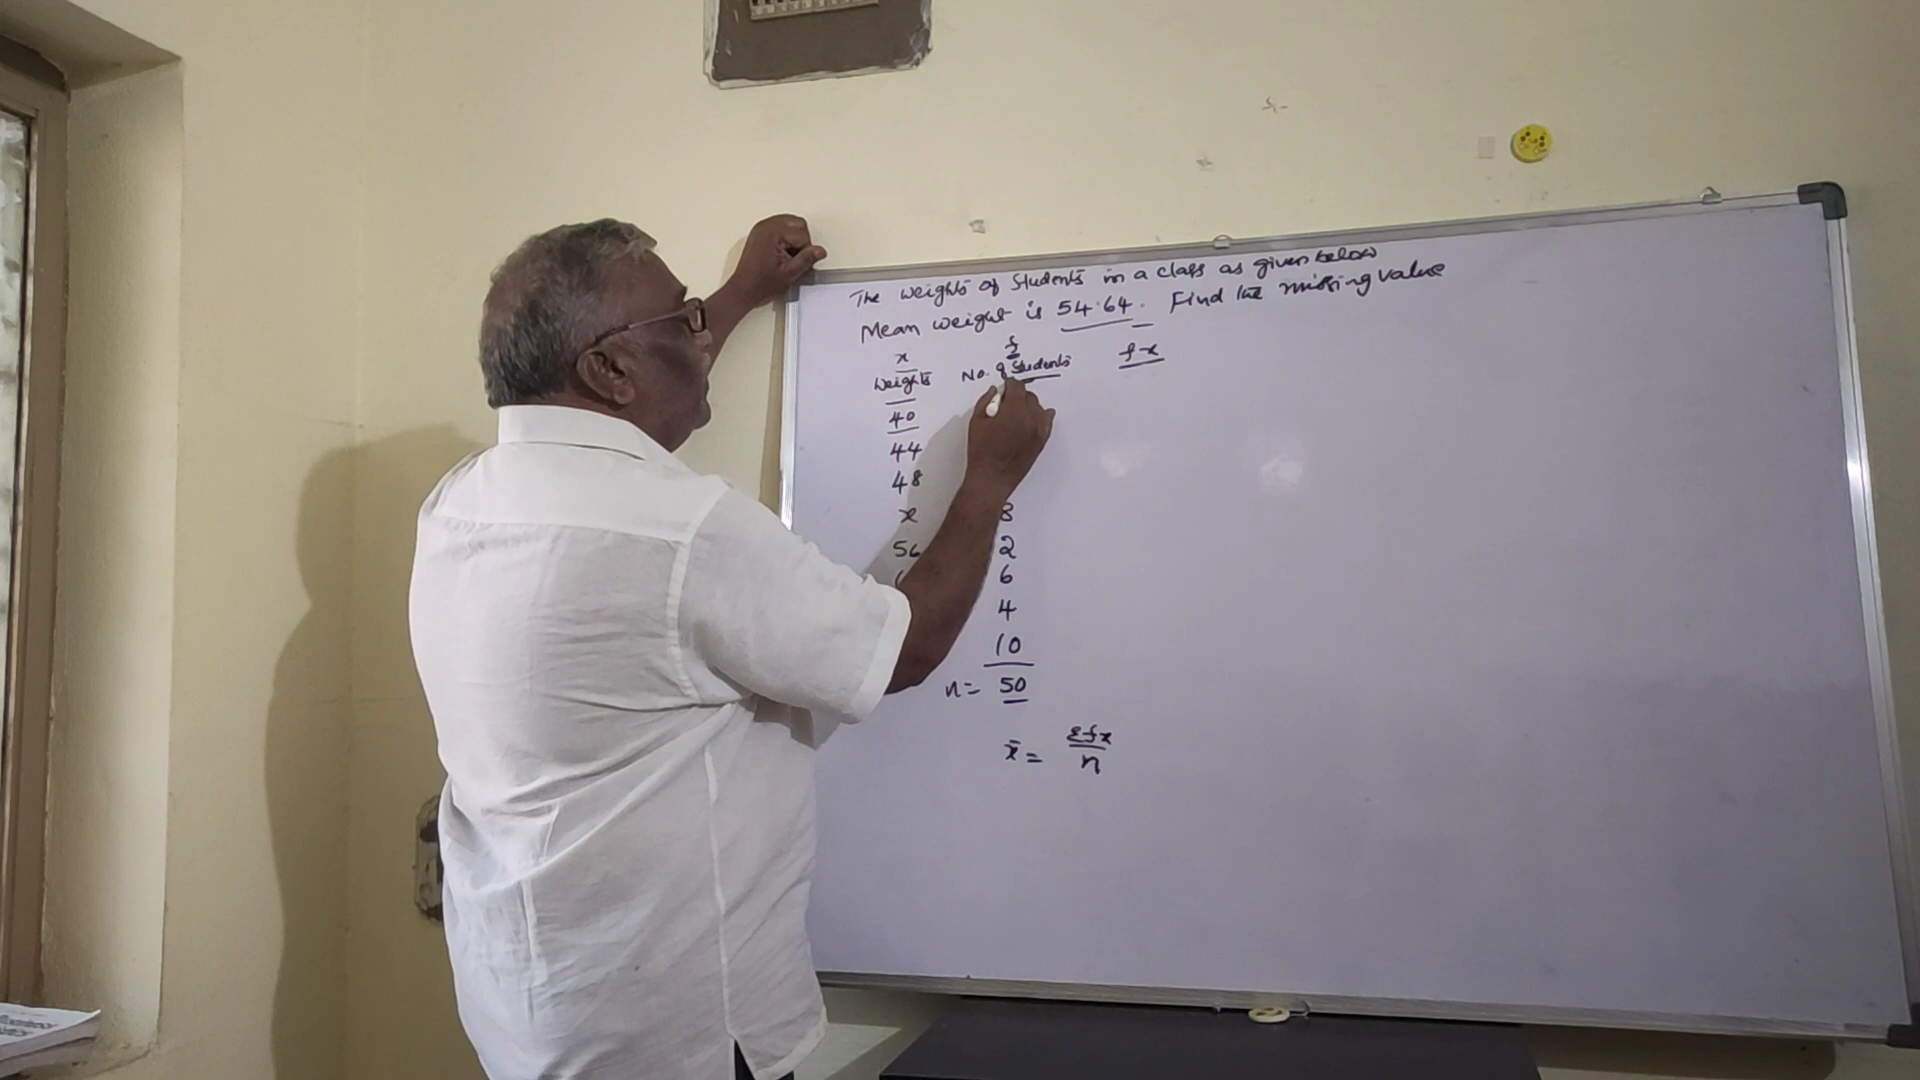 The weights of Students in a class as given below
Mean weight is 54.64. Find the missing value
x f fx
Weights No. of Students
40
44
48
x 8
56 2
6
4
10
n = 50
x̄ = Σfx / n